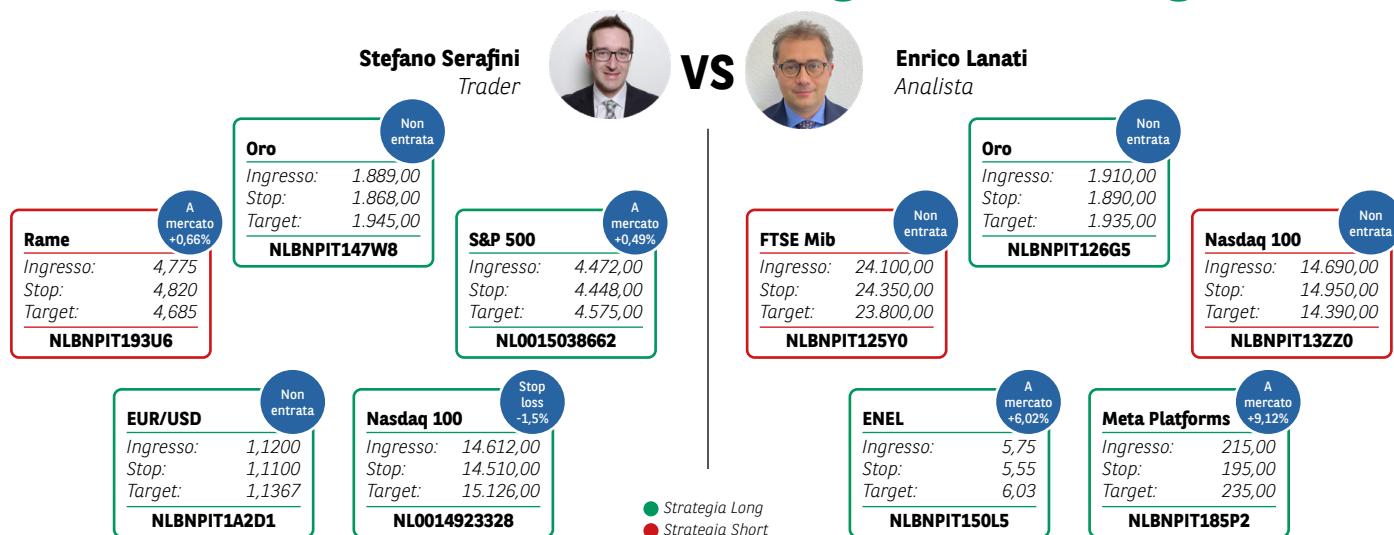 Stefano Serafini
Trader
VS
Enrico Lanati
Analista
Oro
Non
entrata
Ingresso: 1.889,00
Stop: 1.868,00
Target: 1.945,00
NLBNPIT147W8
Rame
A
mercato
+0,66%
Ingresso: 4,775
Stop: 4,820
Target: 4,685
NLBNPIT193U6
S&P 500
A
mercato
+0,49%
Ingresso: 4.472,00
Stop: 4.448,00
Target: 4.575,00
NL0015038662
EUR/USD
Non
entrata
Ingresso: 1,1200
Stop: 1,1100
Target: 1,1367
NLBNPIT1A2D1
Nasdaq 100
Stop
loss
-1,5%
Ingresso: 14.612,00
Stop: 14.510,00
Target: 15.126,00
NL0014923328
Oro
Non
entrata
Ingresso: 1.910,00
Stop: 1.890,00
Target: 1.935,00
NLBNPIT126G5
FTSE Mib
Non
entrata
Ingresso: 24.100,00
Stop: 24.350,00
Target: 23.800,00
NLBNPIT125Y0
Nasdaq 100
Non
entrata
Ingresso: 14.690,00
Stop: 14.950,00
Target: 14.390,00
NLBNPIT13ZZ0
ENEL
A
mercato
+6,02%
Ingresso: 5,75
Stop: 5,55
Target: 6,03
NLBNPIT150L5
Meta Platforms
A
mercato
+9,12%
Ingresso: 215,00
Stop: 195,00
Target: 235,00
NLBNPIT185P2
Strategia Long
Strategia Short